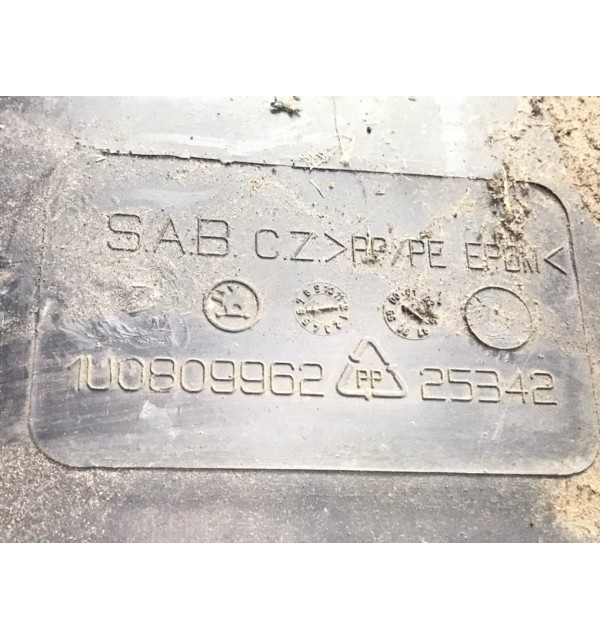 S.A.B. C.Z. >PP/PE EPDM<
1U0809962 PP 25342